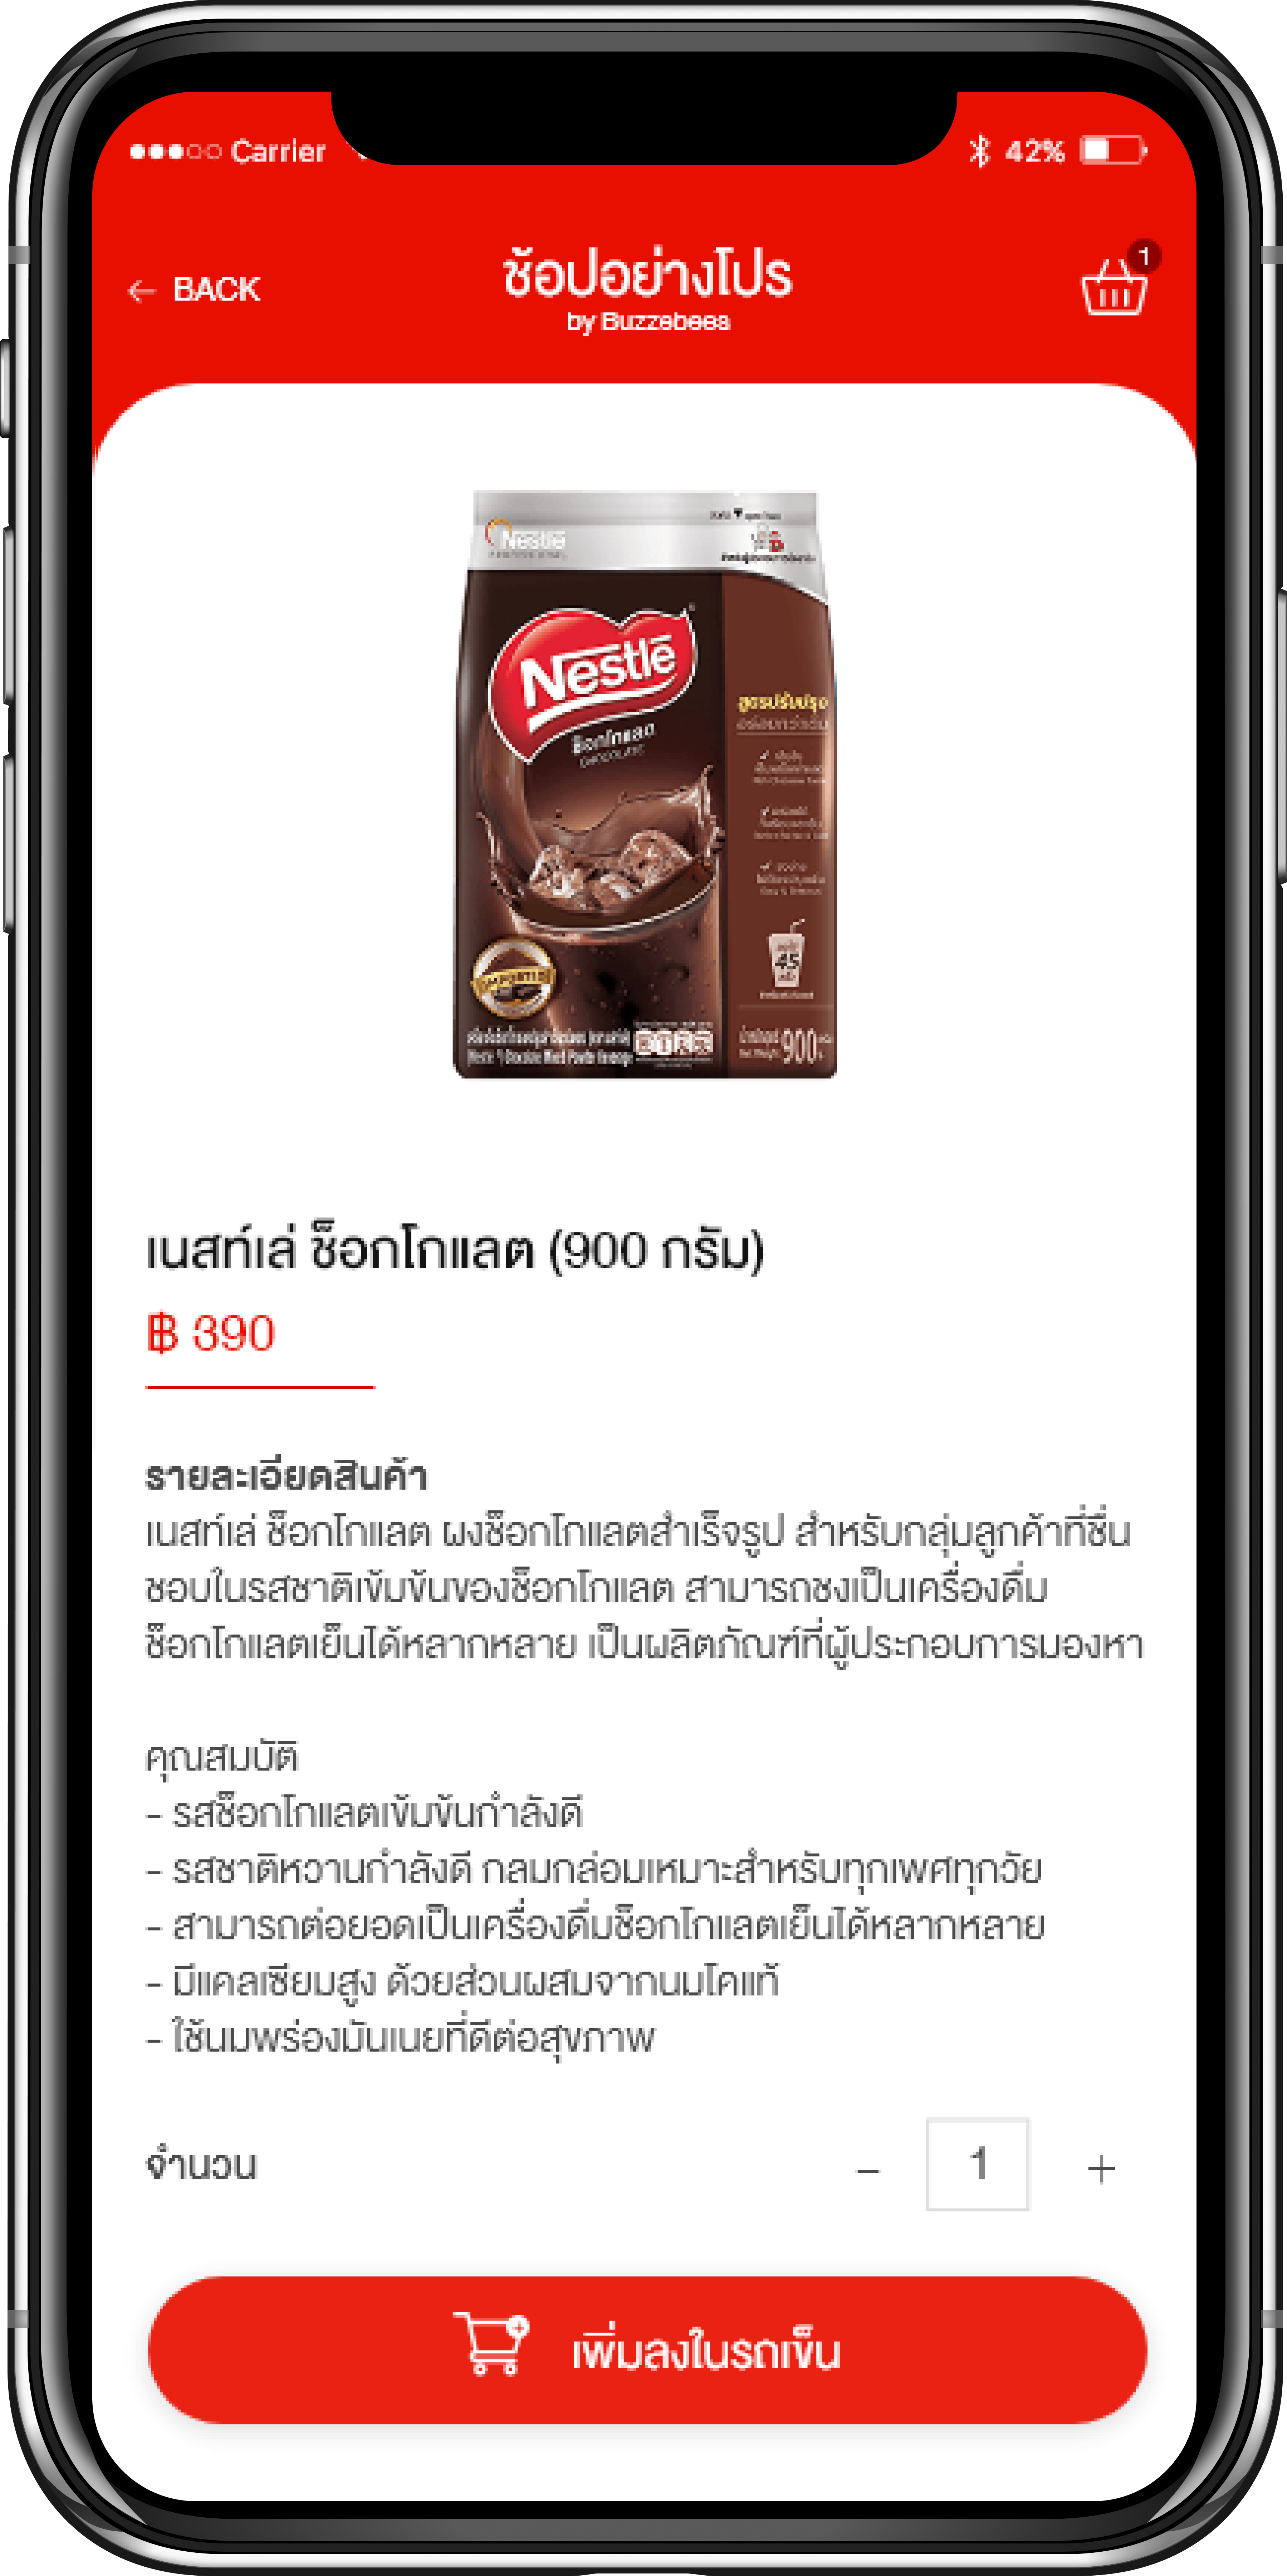 Carrier
42%
← BACK
ช้อปอย่างโปร
by Buzzebees
1
Nestlé
Nestlé
ช็อกโกแลต
CHOCOLATE
สูตรปรับปรุง
45
IMPORTED
900
เนสท์เล่ ช็อกโกแลต (900 กรัม)
฿ 390
รายละเอียดสินค้า
เนสท์เล่ ช็อกโกแลต ผงช็อกโกแลตสำเร็จรูป สำหรับกลุ่มลูกค้าที่ชื่น
ชอบในรสชาติเข้มข้นของช็อกโกแลต สามารถชงเป็นเครื่องดื่ม
ช็อกโกแลตเย็นได้หลากหลาย เป็นผลิตภัณฑ์ที่ผู้ประกอบการมองหา
คุณสมบัติ
- รสช็อกโกแลตเข้มข้นกำลังดี
- รสชาติหวานกำลังดี กลมกล่อมเหมาะสำหรับทุกเพศทุกวัย
- สามารถต่อยอดเป็นเครื่องดื่มช็อกโกแลตเย็นได้หลากหลาย
- มีแคลเซียมสูง ด้วยส่วนผสมจากนมโคแท้
- ใช้นมพร่องมันเนยที่ดีต่อสุขภาพ
จำนวน
– 1 +
เพิ่มลงในรถเข็น